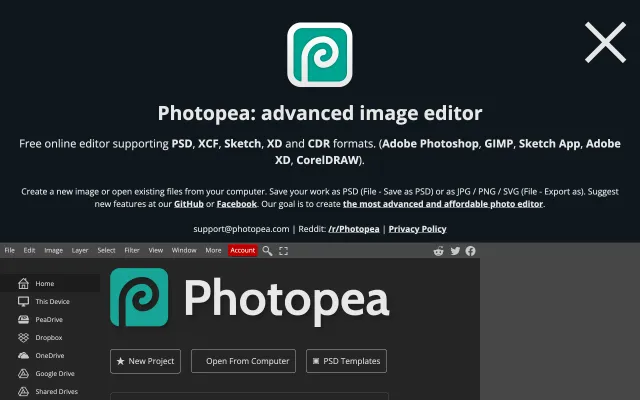 Photopea: advanced image editor
Free online editor supporting PSD, XCF, Sketch, XD and CDR formats. (Adobe Photoshop, GIMP, Sketch App, Adobe
XD, CorelDRAW).
Create a new image or open existing files from your computer. Save your work as PSD (File - Save as PSD) or as JPG / PNG / SVG (File - Export as). Suggest
new features at our GitHub or Facebook. Our goal is to create the most advanced and affordable photo editor.
support@photopea.com | Reddit: /r/Photopea | Privacy Policy
File Edit Image Layer Select Filter View Window More Account
Home
This Device
PeaDrive
Dropbox
OneDrive
Google Drive
Shared Drives
Photopea
New Project Open From Computer PSD Templates